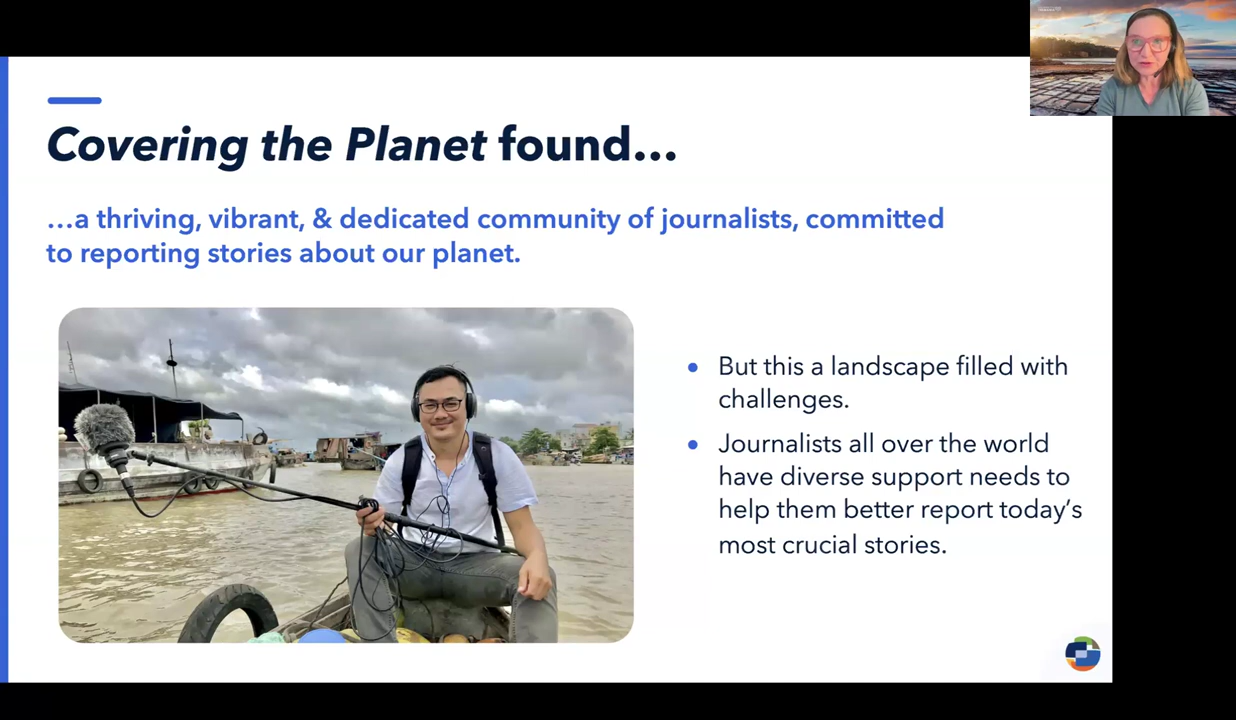 Covering the Planet found...
...a thriving, vibrant, & dedicated community of journalists, committed
to reporting stories about our planet.
• But this a landscape filled with
challenges.
• Journalists all over the world
have diverse support needs to
help them better report today's
most crucial stories.